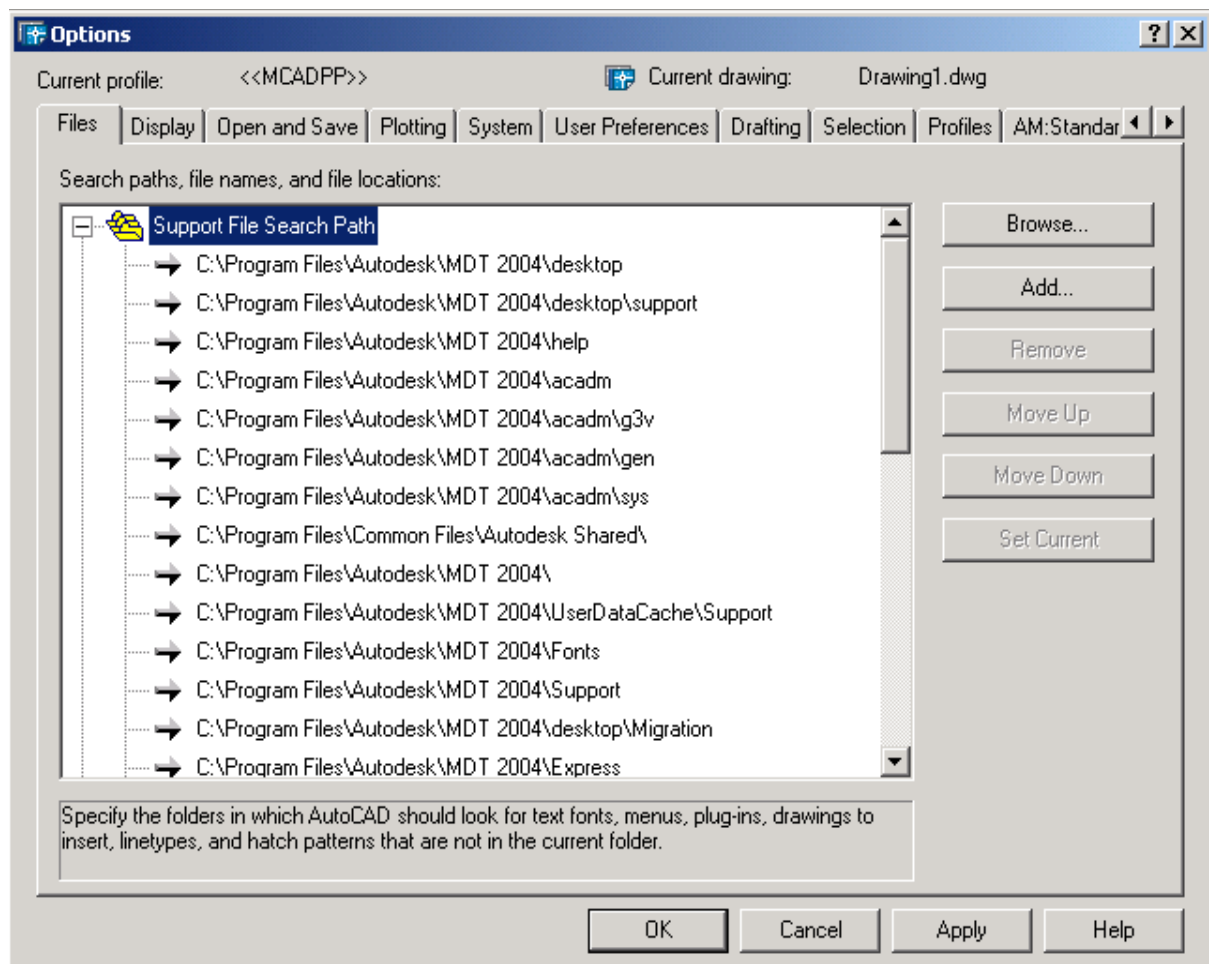 Options
Current profile: <<MCADPP>> Current drawing: Drawing1.dwg
Files Display Open and Save Plotting System User Preferences Drafting Selection Profiles AM:Standar
Search paths, file names, and file locations:
Support File Search Path
C:\Program Files\Autodesk\MDT 2004\desktop
C:\Program Files\Autodesk\MDT 2004\desktop\support
C:\Program Files\Autodesk\MDT 2004\help
C:\Program Files\Autodesk\MDT 2004\acadm
C:\Program Files\Autodesk\MDT 2004\acadm\g3v
C:\Program Files\Autodesk\MDT 2004\acadm\gen
C:\Program Files\Autodesk\MDT 2004\acadm\sys
C:\Program Files\Common Files\Autodesk Shared\
C:\Program Files\Autodesk\MDT 2004\
C:\Program Files\Autodesk\MDT 2004\UserDataCache\Support
C:\Program Files\Autodesk\MDT 2004\Fonts
C:\Program Files\Autodesk\MDT 2004\Support
C:\Program Files\Autodesk\MDT 2004\desktop\Migration
C:\Program Files\Autodesk\MDT 2004\Express
Browse...
Add...
Remove
Move Up
Move Down
Set Current
Specify the folders in which AutoCAD should look for text fonts, menus, plug-ins, drawings to
insert, linetypes, and hatch patterns that are not in the current folder.
OK Cancel Apply Help